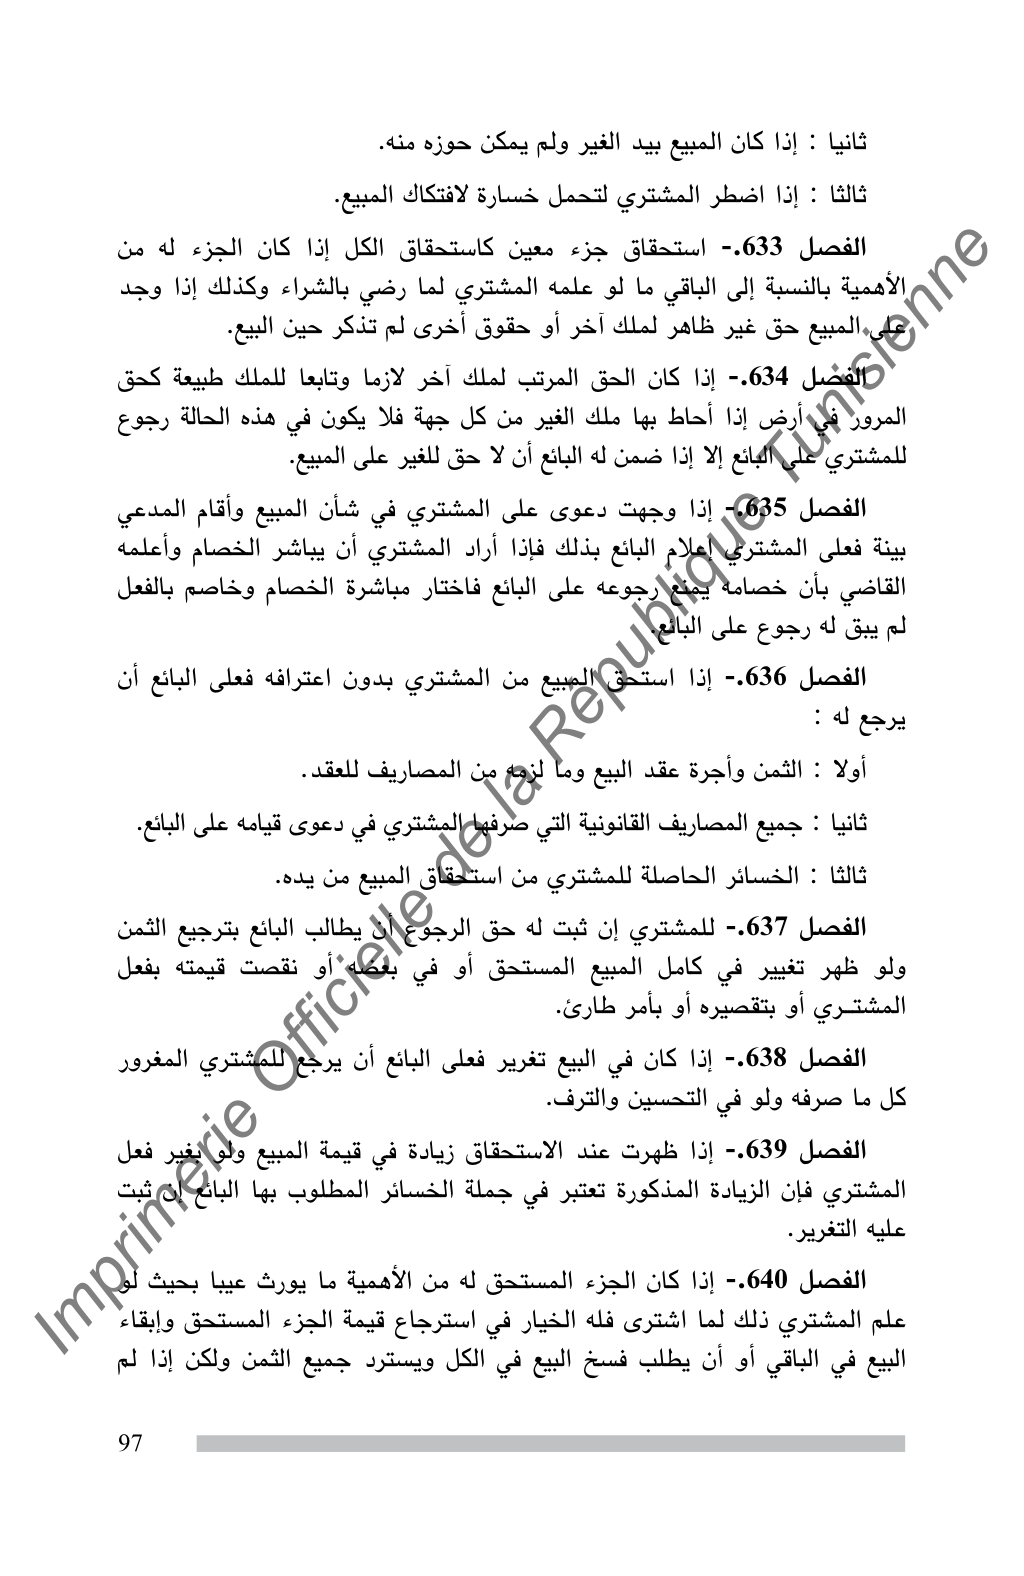 ثانيا : إذا كان المبيع بيد الغير ولم يمكن حوزه منه.
ثالثا : إذا اضطر المشتري لتحمل خسارة لافتكاك المبيع.
الفصل 633.- استحقاق جزء معين كاستحقاق الكل إذا كان الجزء له من
الأهمية بالنسبة إلى الباقي ما لو علمه المشتري لما رضي بالشراء وكذلك إذا وجد
على المبيع حق غير ظاهر لملك آخر أو حقوق أخرى لم تذكر حين البيع.
الفصل 634.- إذا كان الحق المرتب لملك آخر لازما وتابعا للملك طبيعة كحق
المرور في أرض إذا أحاط بها ملك الغير من كل جهة فلا يكون في هذه الحالة رجوع
للمشتري على البائع إلا إذا ضمن له البائع أن لا حق للغير على المبيع.
الفصل 635.- إذا وجهت دعوى على المشتري في شأن المبيع وأقام المدعي
بينة فعلى المشتري إعلام البائع بذلك فإذا أراد المشتري أن يباشر الخصام وأعلمه
القاضي بأن خصامه يمنع رجوعه على البائع فاختار مباشرة الخصام وخاصم بالفعل
لم يبق له رجوع على البائع.
الفصل 636.- إذا استحق المبيع من المشتري بدون اعترافه فعلى البائع أن
يرجع له :
أولا : الثمن وأجرة عقد البيع وما لزمه من المصاريف للعقد.
ثانيا : جميع المصاريف القانونية التي صرفها المشتري في دعوى قيامه على البائع.
ثالثا : الخسائر الحاصلة للمشتري من استحقاق المبيع من يده.
الفصل 637.- للمشتري إن ثبت له حق الرجوع أن يطالب البائع بترجيع الثمن
ولو ظهر تغيير في كامل المبيع المستحق أو في بعضه أو نقصت قيمته بفعل
المشتــري أو بتقصيره أو بأمر طارئ.
الفصل 638.- إذا كان في البيع تغرير فعلى البائع أن يرجع للمشتري المغرور
كل ما صرفه ولو في التحسين والترف.
الفصل 639.- إذا ظهرت عند الاستحقاق زيادة في قيمة المبيع ولو بغير فعل
المشتري فإن الزيادة المذكورة تعتبر في جملة الخسائر المطلوب بها البائع إن ثبت
عليه التغرير.
الفصل 640.- إذا كان الجزء المستحق له من الأهمية ما يورث عيبا بحيث لو
علم المشتري ذلك لما اشترى فله الخيار في استرجاع قيمة الجزء المستحق وإبقاء
البيع في الباقي أو أن يطلب فسخ البيع في الكل ويسترد جميع الثمن ولكن إذا لم
97
Imprimerie Officielle de la République Tunisienne